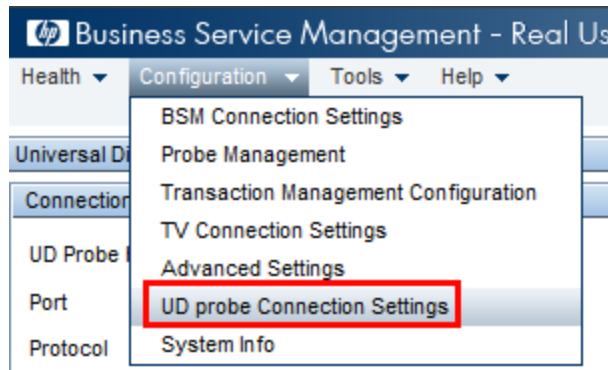 hp Business Service Management - Real Us
Health Configuration Tools Help
BSM Connection Settings
Universal Di Probe Management
Connection Transaction Management Configuration
TV Connection Settings
UD Probe Advanced Settings
Port UD probe Connection Settings
Protocol System Info